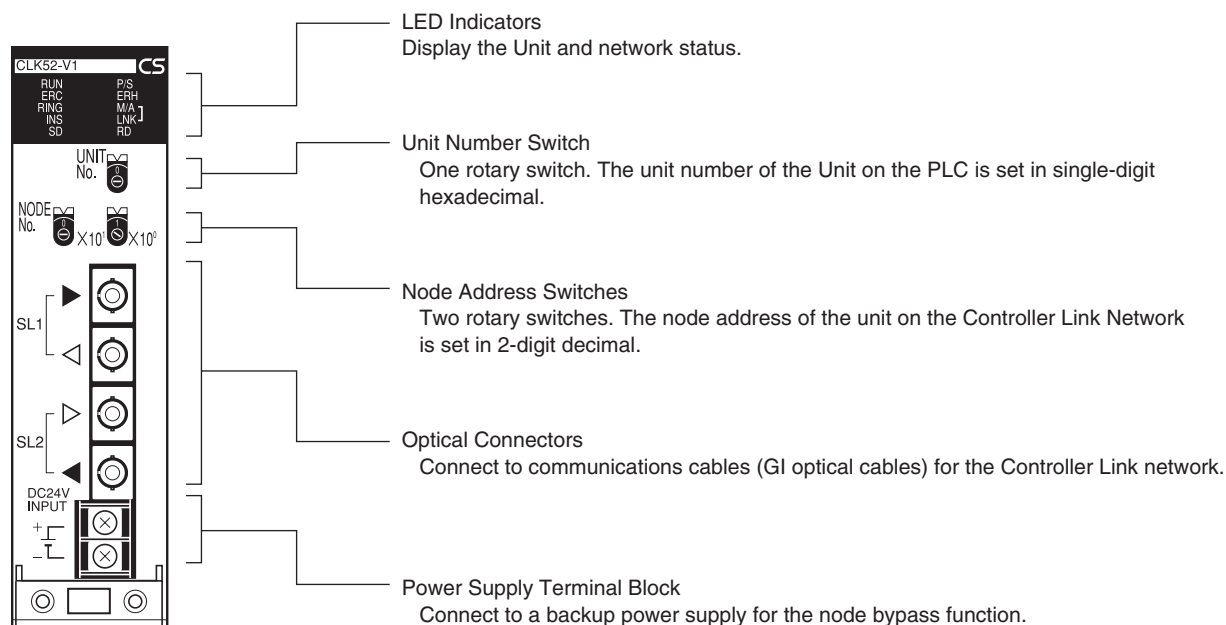 LED Indicators
Display the Unit and network status.
CLK52-V1 CS
RUN P/S
ERC ERH
RING M/A
INS LNK
SD RD
Unit Number Switch
One rotary switch. The unit number of the Unit on the PLC is set in single-digit
hexadecimal.
UNIT
No.
0
NODE
No.
0
X10¹
1
X10⁰
Node Address Switches
Two rotary switches. The node address of the unit on the Controller Link Network
is set in 2-digit decimal.
SL1
SL2
Optical Connectors
Connect to communications cables (GI optical cables) for the Controller Link network.
DC24V
INPUT
+
–
Power Supply Terminal Block
Connect to a backup power supply for the node bypass function.